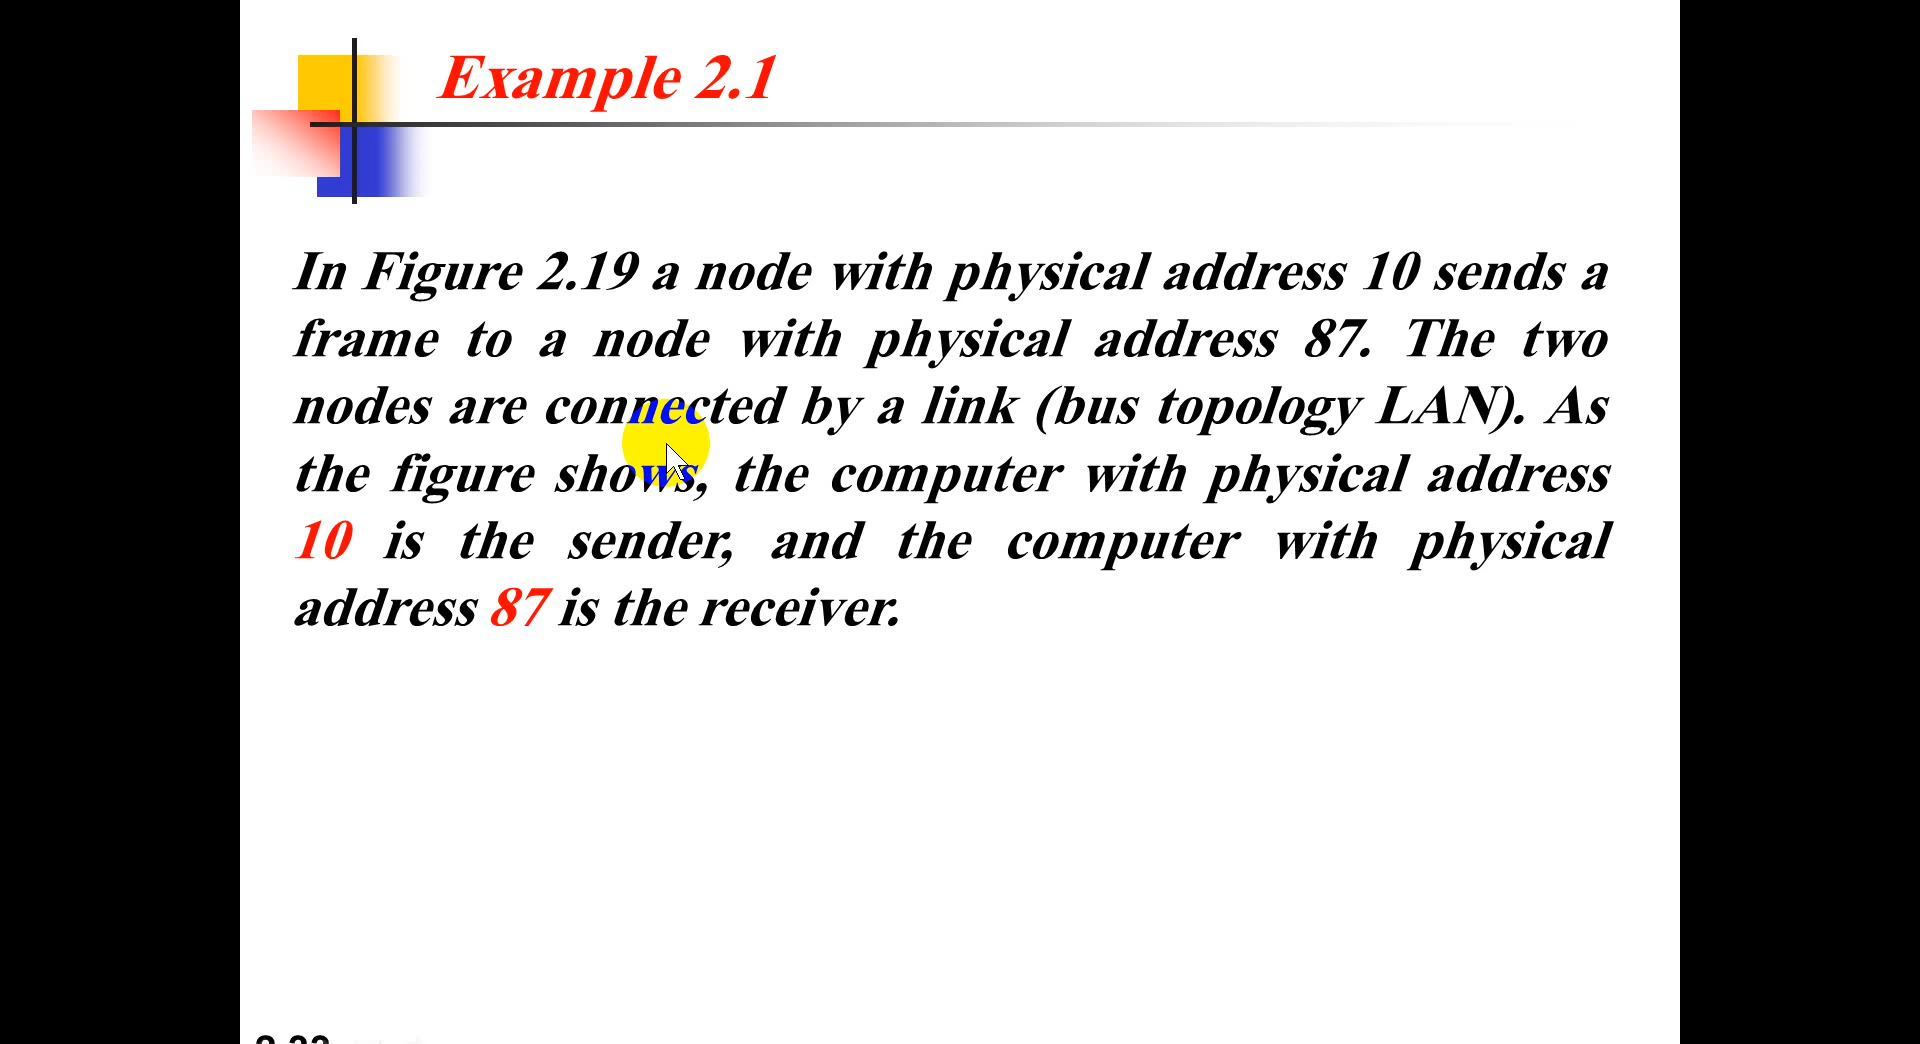 Example 2.1
In Figure 2.19 a node with physical address 10 sends a
frame to a node with physical address 87. The two
nodes are connected by a link (bus topology LAN). As
the figure shows, the computer with physical address
10 is the sender, and the computer with physical
address 87 is the receiver.